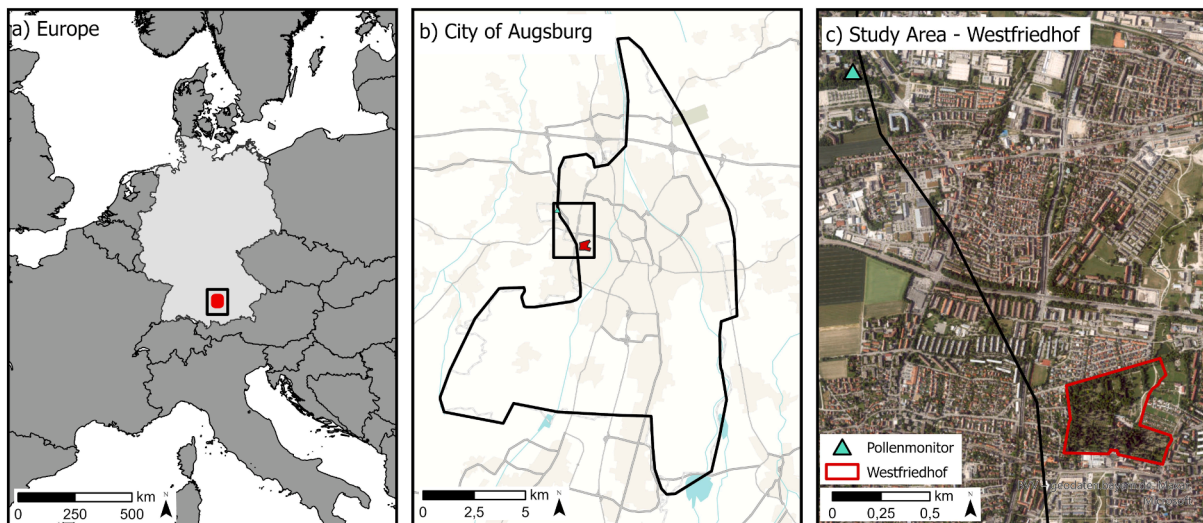 a) Europe
km
0
250
500
N
b) City of Augsburg
km
0
2,5
5
N
c) Study Area - Westfriedhof
Pollenmonitor
Westfriedhof
km
0
0,25
0,5
N